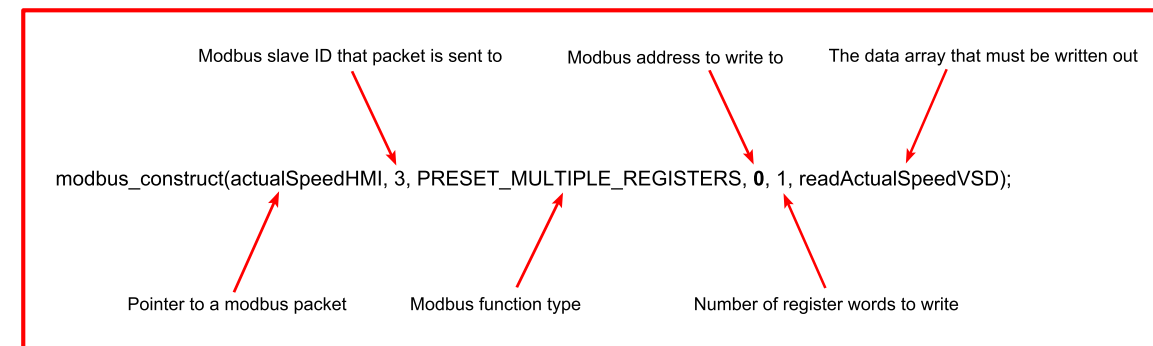 Modbus slave ID that packet is sent to
Modbus address to write to
The data array that must be written out
modbus_construct(actualSpeedHMI, 3, PRESET_MULTIPLE_REGISTERS, 0, 1, readActualSpeedVSD);
Pointer to a modbus packet
Modbus function type
Number of register words to write